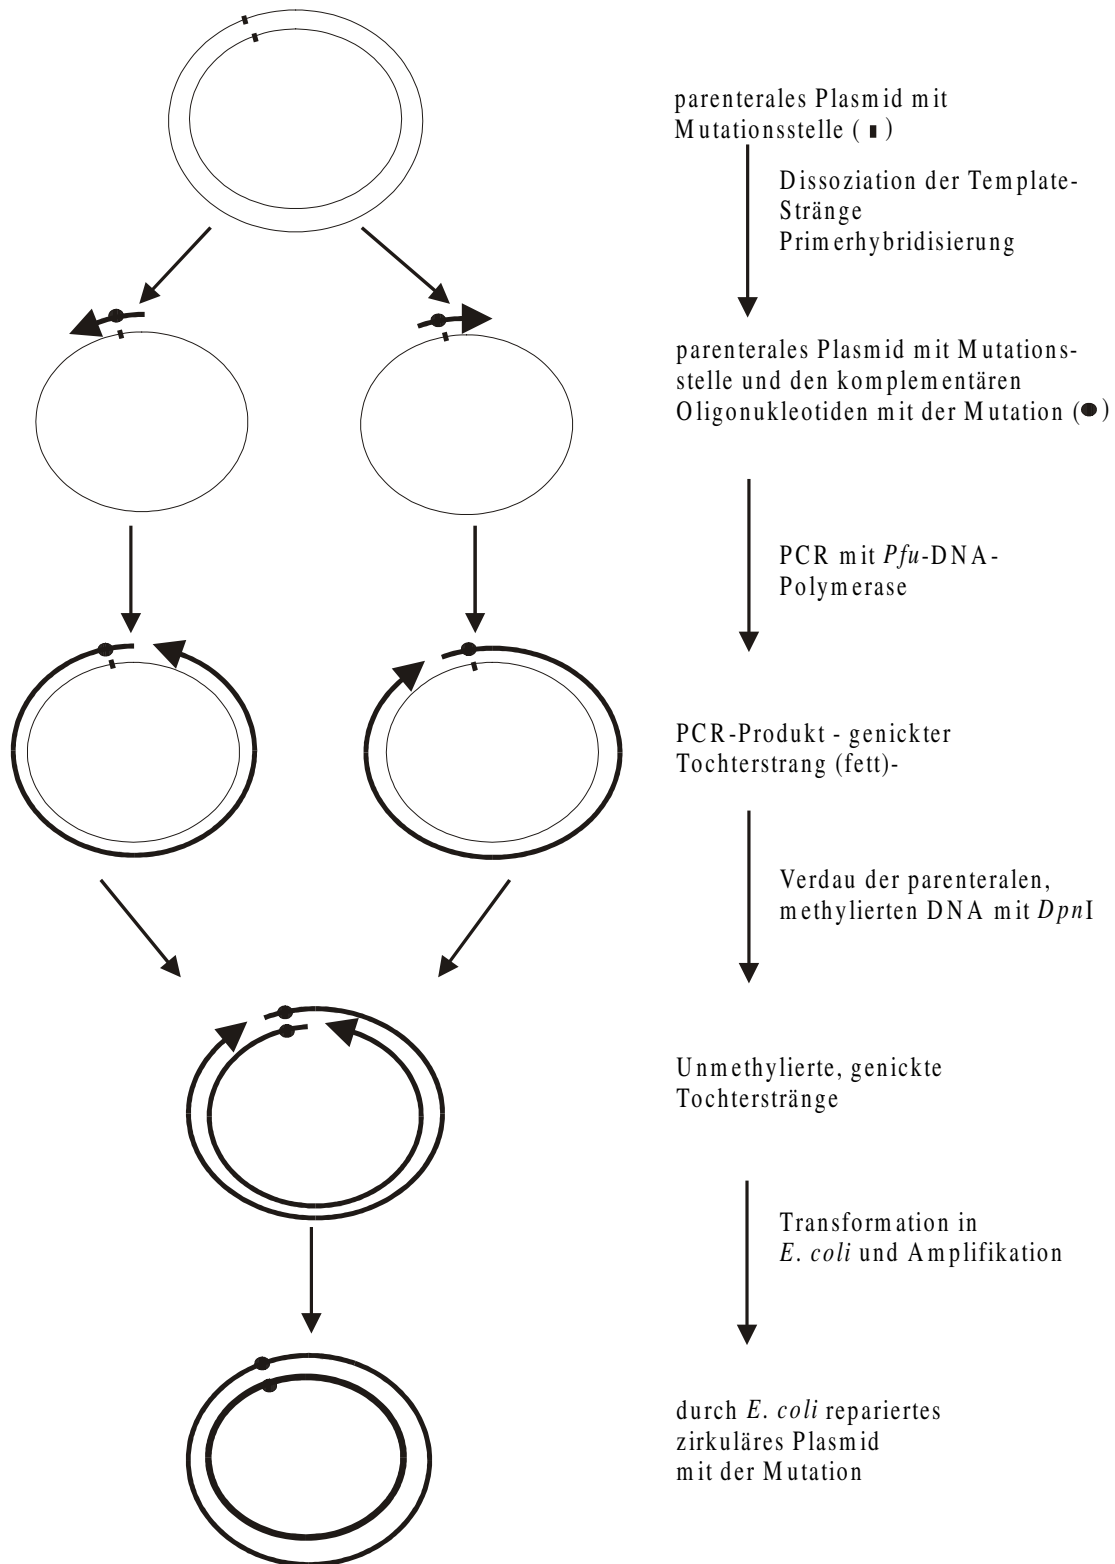 parenterales Plasmid mit
Mutationsstelle ( ▮ )
Dissoziation der Template-
Stränge
Primerhybridisierung
parenterales Plasmid mit Mutations-
stelle und den komplementären
Oligonukleotiden mit der Mutation (●)
PCR mit Pfu-DNA-
Polymerase
PCR-Produkt - genickter
Tochterstrang (fett)-
Verdau der parenteralen,
methylierten DNA mit DpnI
Unmethylierte, genickte
Tochterstränge
Transformation in
E. coli und Amplifikation
durch E. coli repariertes
zirkuläres Plasmid
mit der Mutation